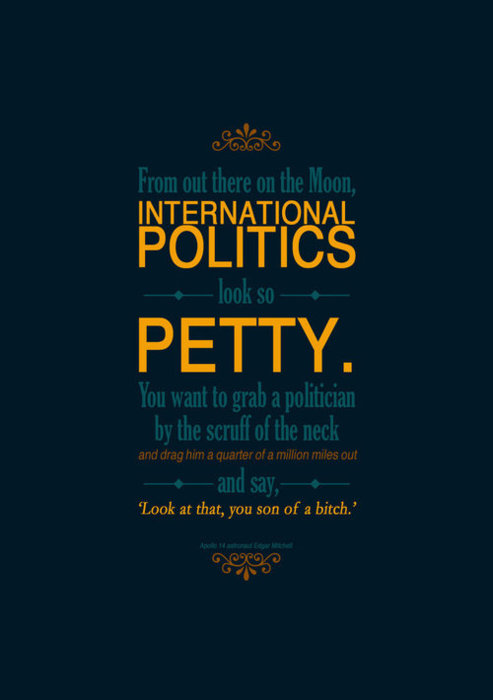 From out there on the Moon,
INTERNATIONAL
POLITICS
look so
PETTY.
You want to grab a politician
by the scruff of the neck
and drag him a quarter of a million miles out
and say,
‘Look at that, you son of a bitch.’
Apollo 14 astronaut Edgar Mitchell